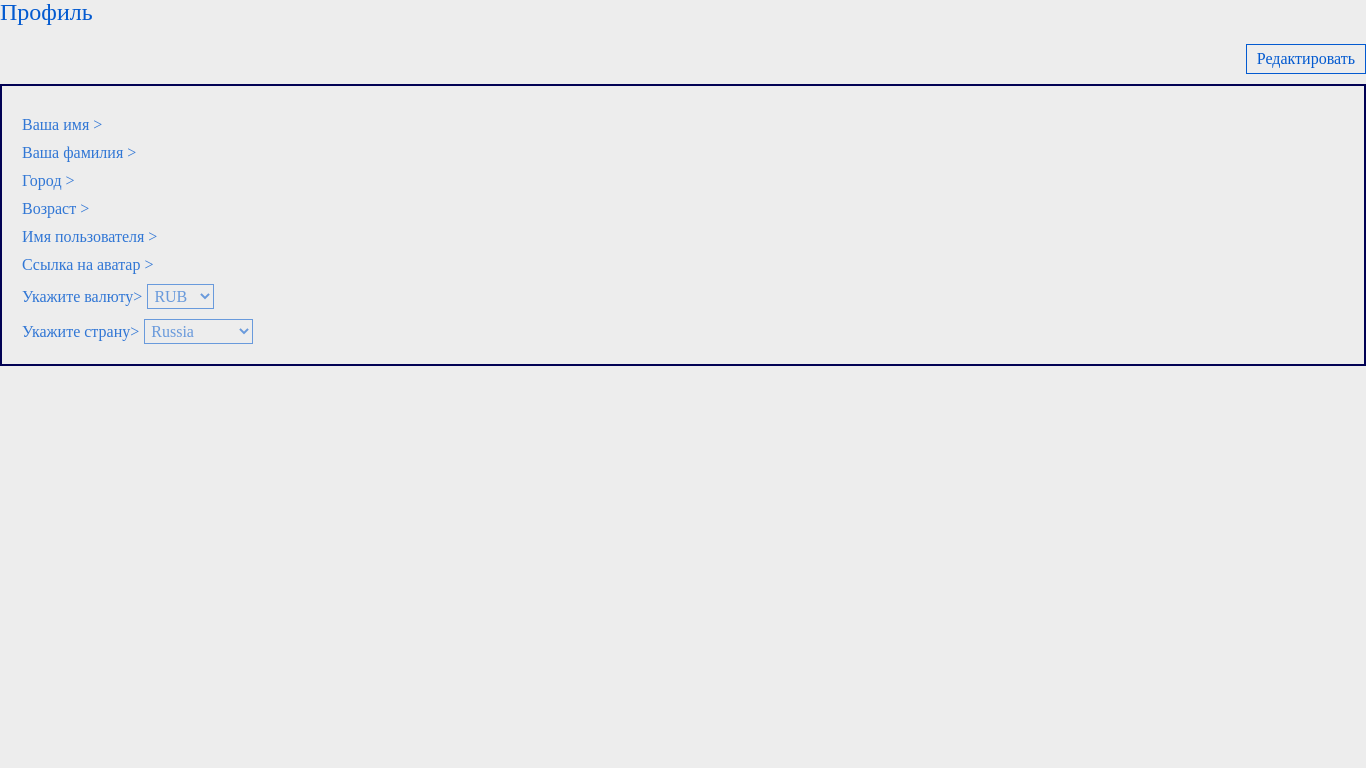 Профиль
Редактировать
Ваша имя >
Ваша фамилия >
Город >
Возраст >
Имя пользователя >
Ссылка на аватар >
Укажите валюту> RUB
Укажите страну> Russia